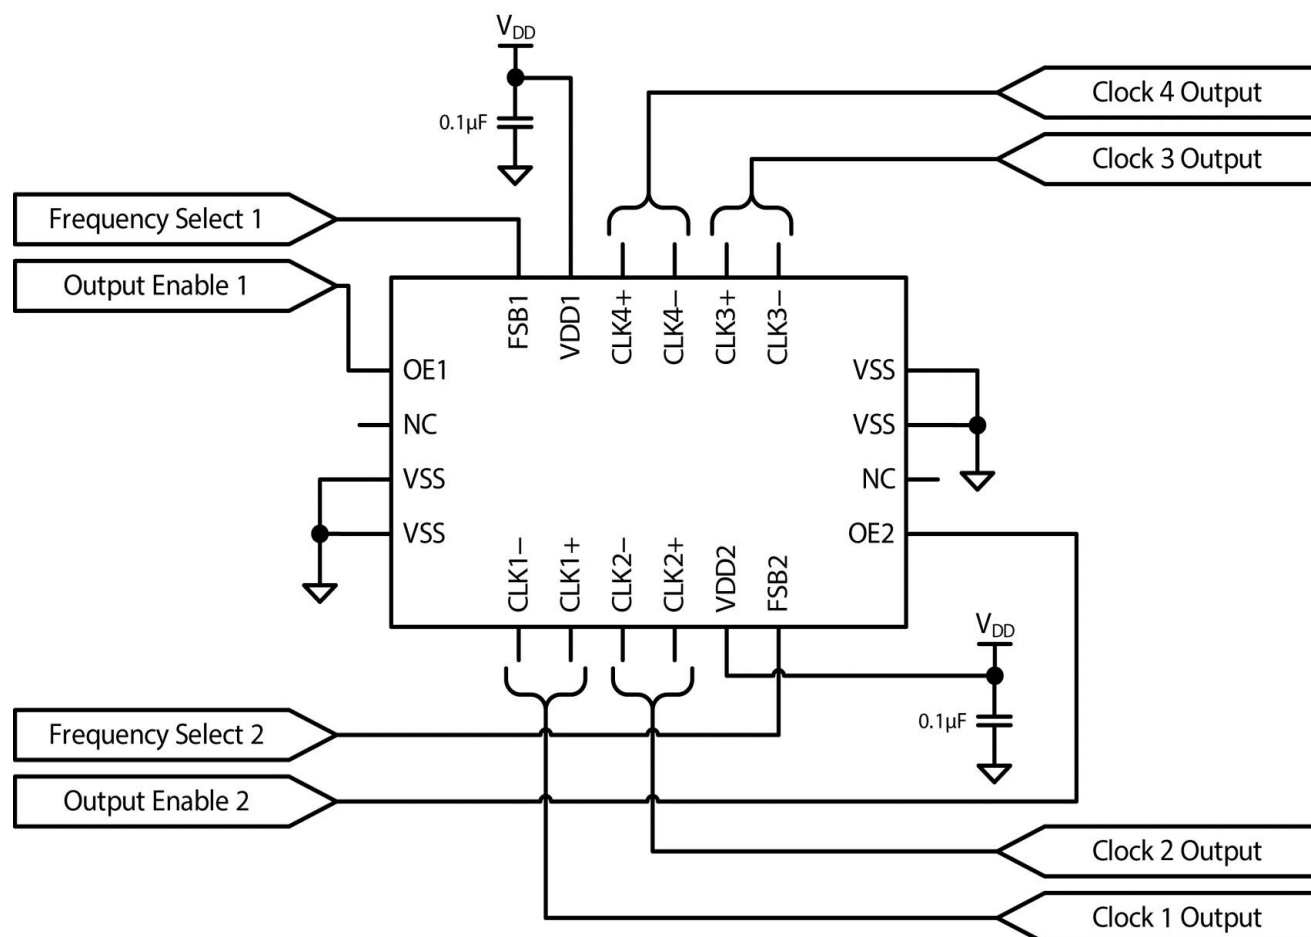 V_DD
Clock 4 Output
0.1µF
Clock 3 Output
Frequency Select 1
Output Enable 1
FSB1
VDD1
CLK4+
CLK4–
CLK3+
CLK3–
OE1
VSS
NC
VSS
VSS
NC
VSS
OE2
CLK1–
CLK1+
CLK2–
CLK2+
VDD2
FSB2
V_DD
Frequency Select 2
0.1µF
Output Enable 2
Clock 2 Output
Clock 1 Output